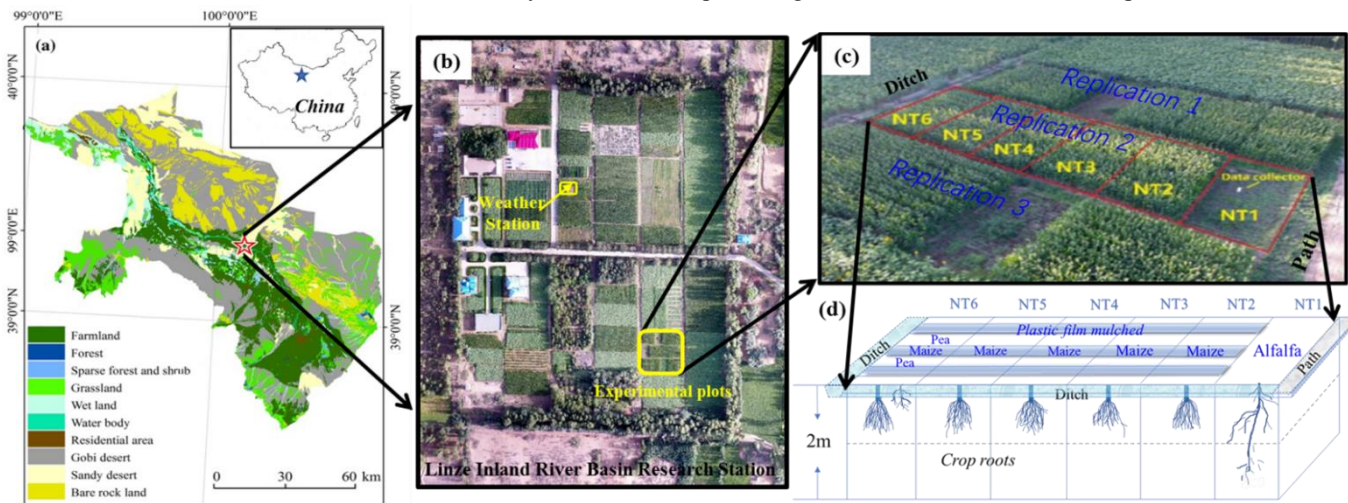 99°0'0"E
100°0'0"E
(a)
China
40°0'0"N
40°0'0"N
99°0'0"E
39°0'0"N
39°0'0"N
Farmland
Forest
Sparse forest and shrub
Grassland
Wet land
Water body
Residential area
Gobi desert
Sandy desert
Bare rock land
0
30
60 km
(b)
Weather
Station
Experimental plots
Linze Inland River Basin Research Station
(c)
Ditch
Replication 1
Replication 2
Replication 3
NT6
NT5
NT4
NT3
NT2
Data collector
NT1
Path
(d)
NT6
NT5
NT4
NT3
NT2
NT1
Plastic film mulched
Pea
Pea
Maize
Maize
Maize
Maize
Maize
Alfalfa
Ditch
Path
Ditch
2m
Crop roots